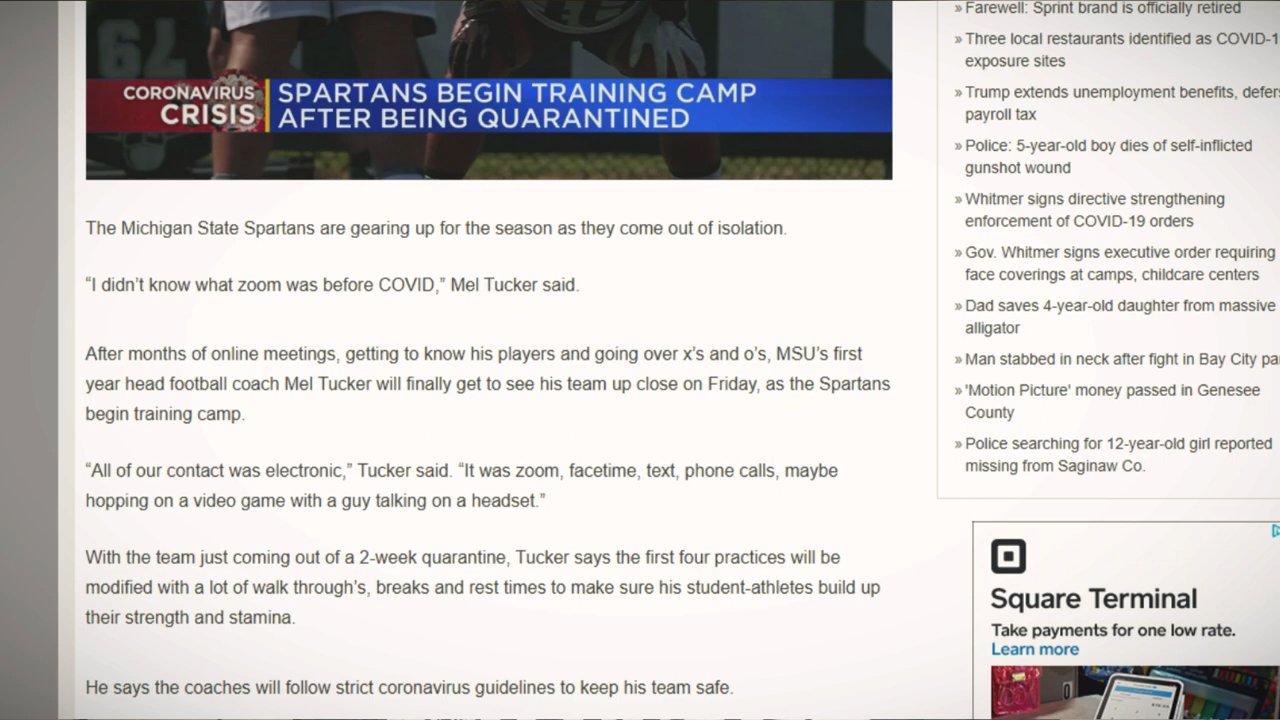 79
CORONAVIRUS
CRISIS
SPARTANS BEGIN TRAINING CAMP
AFTER BEING QUARANTINED
The Michigan State Spartans are gearing up for the season as they come out of isolation.
“I didn’t know what zoom was before COVID,” Mel Tucker said.
After months of online meetings, getting to know his players and going over x’s and o’s, MSU’s first
year head football coach Mel Tucker will finally get to see his team up close on Friday, as the Spartans
begin training camp.
“All of our contact was electronic,” Tucker said. “It was zoom, facetime, text, phone calls, maybe
hopping on a video game with a guy talking on a headset.”
With the team just coming out of a 2-week quarantine, Tucker says the first four practices will be
modified with a lot of walk through’s, breaks and rest times to make sure his student-athletes build up
their strength and stamina.
He says the coaches will follow strict coronavirus guidelines to keep his team safe.
» Farewell: Sprint brand is officially retired
» Three local restaurants identified as COVID-1
exposure sites
» Trump extends unemployment benefits, defers
payroll tax
» Police: 5-year-old boy dies of self-inflicted
gunshot wound
» Whitmer signs directive strengthening
enforcement of COVID-19 orders
» Gov. Whitmer signs executive order requiring
face coverings at camps, childcare centers
» Dad saves 4-year-old daughter from massive
alligator
» Man stabbed in neck after fight in Bay City pa
» 'Motion Picture' money passed in Genesee
County
» Police searching for 12-year-old girl reported
missing from Saginaw Co.
Square Terminal
Take payments for one low rate.
Learn more